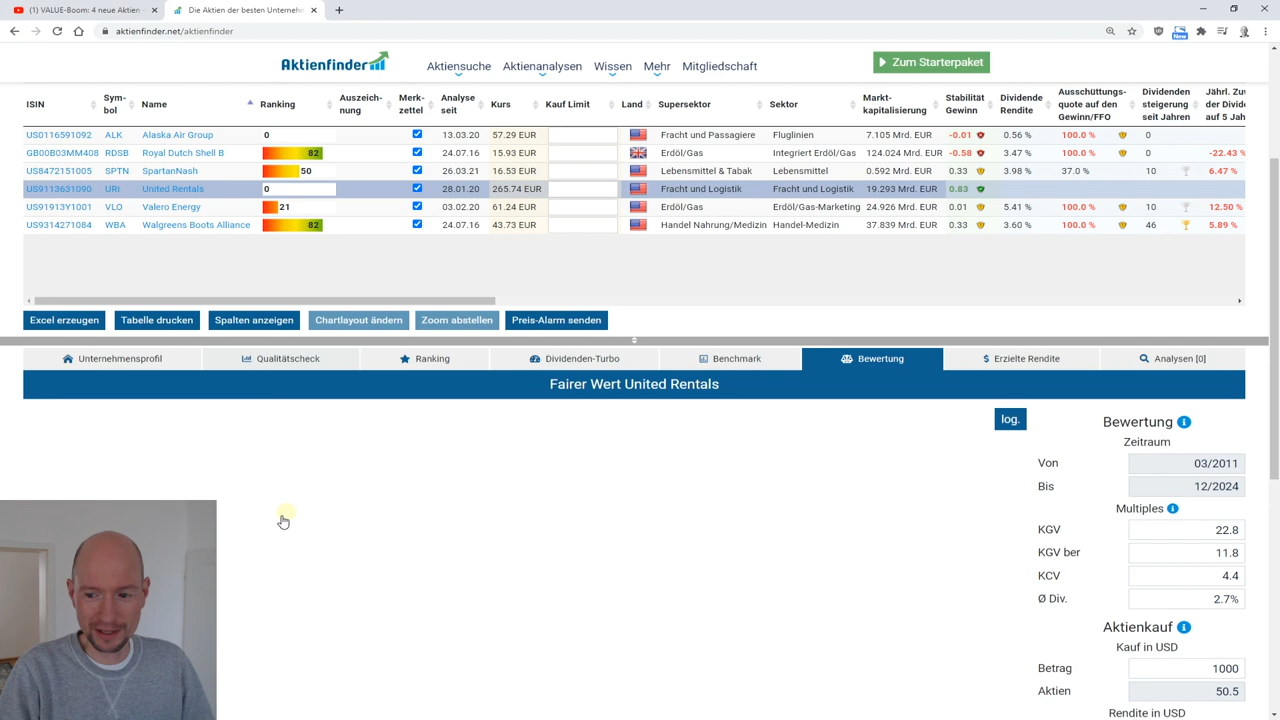 (1) VALUE-Boom: 4 neue Aktien
Die Aktien der besten Unternehm
aktienfinder.net/aktienfinder
New
Aktienfinder
Aktiensuche
Aktienanalysen
Wissen
Mehr
Mitgliedschaft
Zum Starterpaket
ISIN Sym-bol Name Ranking Auszeich-nung Merk-zettel Analyse seit Kurs Kauf Limit Land Supersektor Sektor Markt-kapitalisierung Stabilität Gewinn Dividende Rendite Ausschüttungs-quote auf den Gewinn/FFO Dividenden steigerung seit Jahren Jährl. Zu der Divide auf 5 Jah
US0116591092 ALK Alaska Air Group 0 13.03.20 57.29 EUR Fracht und Passagiere Fluglinien 7.105 Mrd. EUR -0.01 0.56 % 100.0 % 0
GB00B03MM408 RDSB Royal Dutch Shell B 82 24.07.16 15.93 EUR Erdöl/Gas Integriert Erdöl/Gas 124.024 Mrd. EUR -0.58 3.47 % 100.0 % 0 -22.43 %
US8472151005 SPTN SpartanNash 50 26.03.21 16.53 EUR Lebensmittel & Tabak Lebensmittel 0.592 Mrd. EUR 0.33 3.98 % 37.0 % 10 6.47 %
US9113631090 URI United Rentals 0 28.01.20 265.74 EUR Fracht und Logistik Fracht und Logistik 19.293 Mrd. EUR 0.83
US91913Y1001 VLO Valero Energy 21 03.02.20 61.24 EUR Erdöl/Gas Erdöl/Gas-Marketing 24.926 Mrd. EUR 0.01 5.41 % 100.0 % 10 12.50 %
US9314271084 WBA Walgreens Boots Alliance 82 24.07.16 43.73 EUR Handel Nahrung/Medizin Handel-Medizin 37.839 Mrd. EUR 0.33 3.60 % 100.0 % 46 5.89 %
Excel erzeugen
Tabelle drucken
Spalten anzeigen
Chartlayout ändern
Zoom abstellen
Preis-Alarm senden
Unternehmensprofil
Qualitätscheck
Ranking
Dividenden-Turbo
Benchmark
Bewertung
Erzielte Rendite
Analysen [0]
Fairer Wert United Rentals
log.
Bewertung
Zeitraum
Von 03/2011
Bis 12/2024
Multiples
KGV 22.8
KGV ber 11.8
KCV 4.4
Ø Div. 2.7%
Aktienkauf
Kauf in USD
Betrag 1000
Aktien 50.5
Rendite in USD